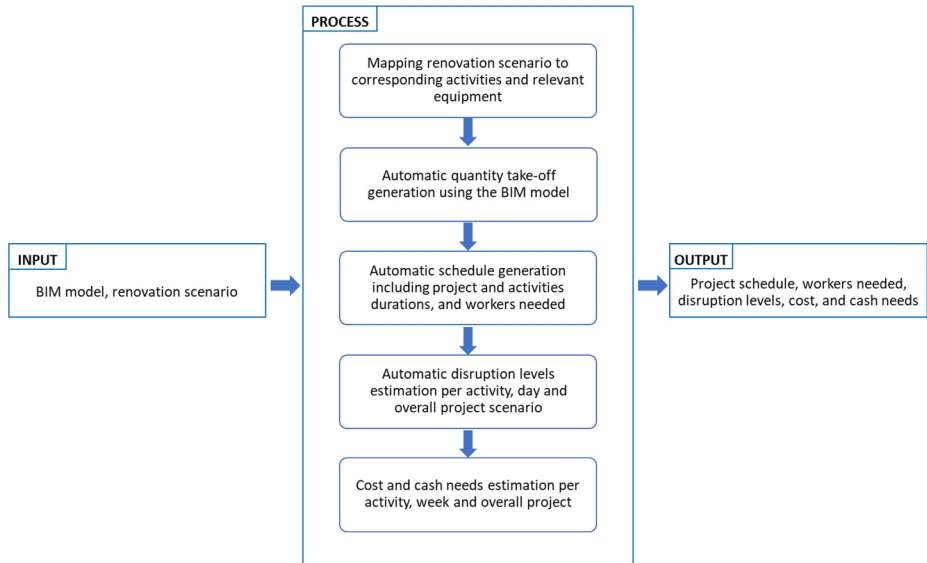 INPUT
BIM model, renovation scenario
PROCESS
Mapping renovation scenario to
corresponding activities and relevant
equipment
Automatic quantity take-off
generation using the BIM model
Automatic schedule generation
including project and activities
durations, and workers needed
Automatic disruption levels
estimation per activity, day and
overall project scenario
Cost and cash needs estimation per
activity, week and overall project
OUTPUT
Project schedule, workers needed,
disruption levels, cost, and cash needs